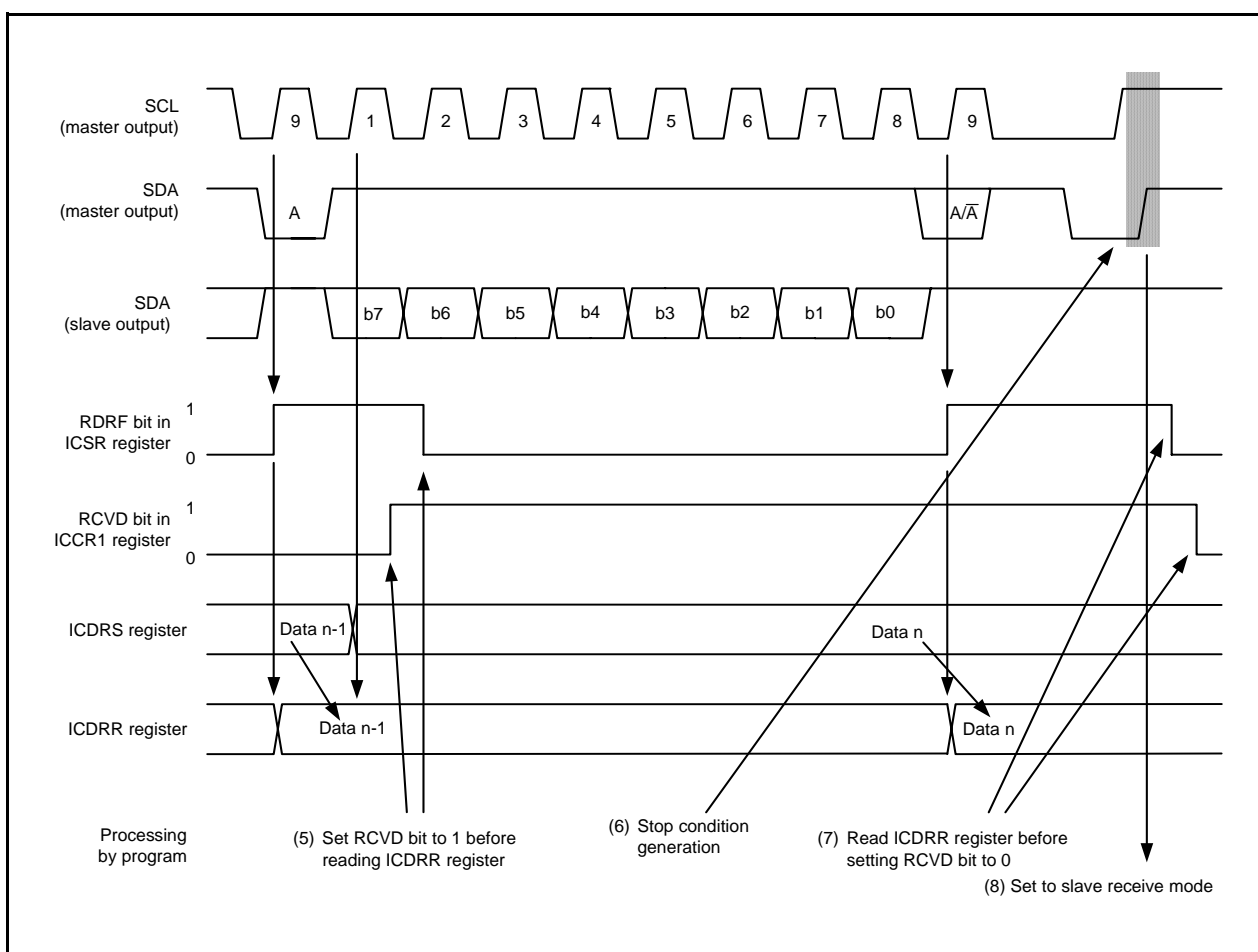 SCL
(master output)
9 1 2 3 4 5 6 7 8 9
SDA
(master output)
A A/A̅
SDA
(slave output)
b7 b6 b5 b4 b3 b2 b1 b0
1
RDRF bit in
ICSR register
0
1
RCVD bit in
ICCR1 register
0
ICDRS register Data n-1 Data n
ICDRR register Data n-1 Data n
Processing
by program
(5) Set RCVD bit to 1 before
reading ICDRR register
(6) Stop condition
generation
(7) Read ICDRR register before
setting RCVD bit to 0
(8) Set to slave receive mode